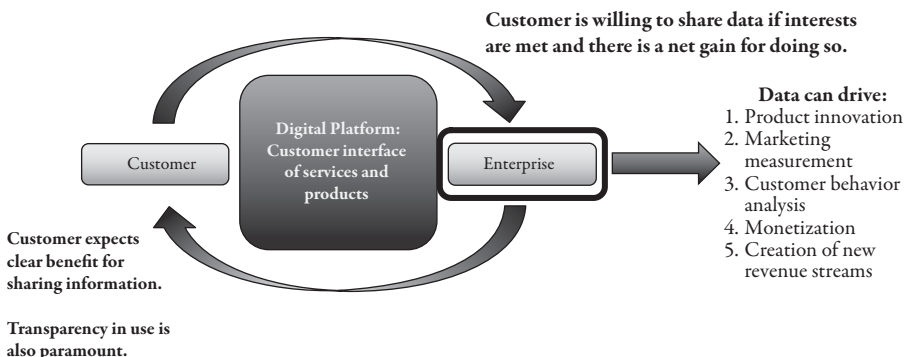 Customer is willing to share data if interests
are met and there is a net gain for doing so.
Digital Platform:
Customer interface
of services and
products
Customer
Enterprise
Data can drive:
1. Product innovation
2. Marketing
measurement
3. Customer behavior
analysis
4. Monetization
5. Creation of new
revenue streams
Customer expects
clear benefit for
sharing information.
Transparency in use is
also paramount.